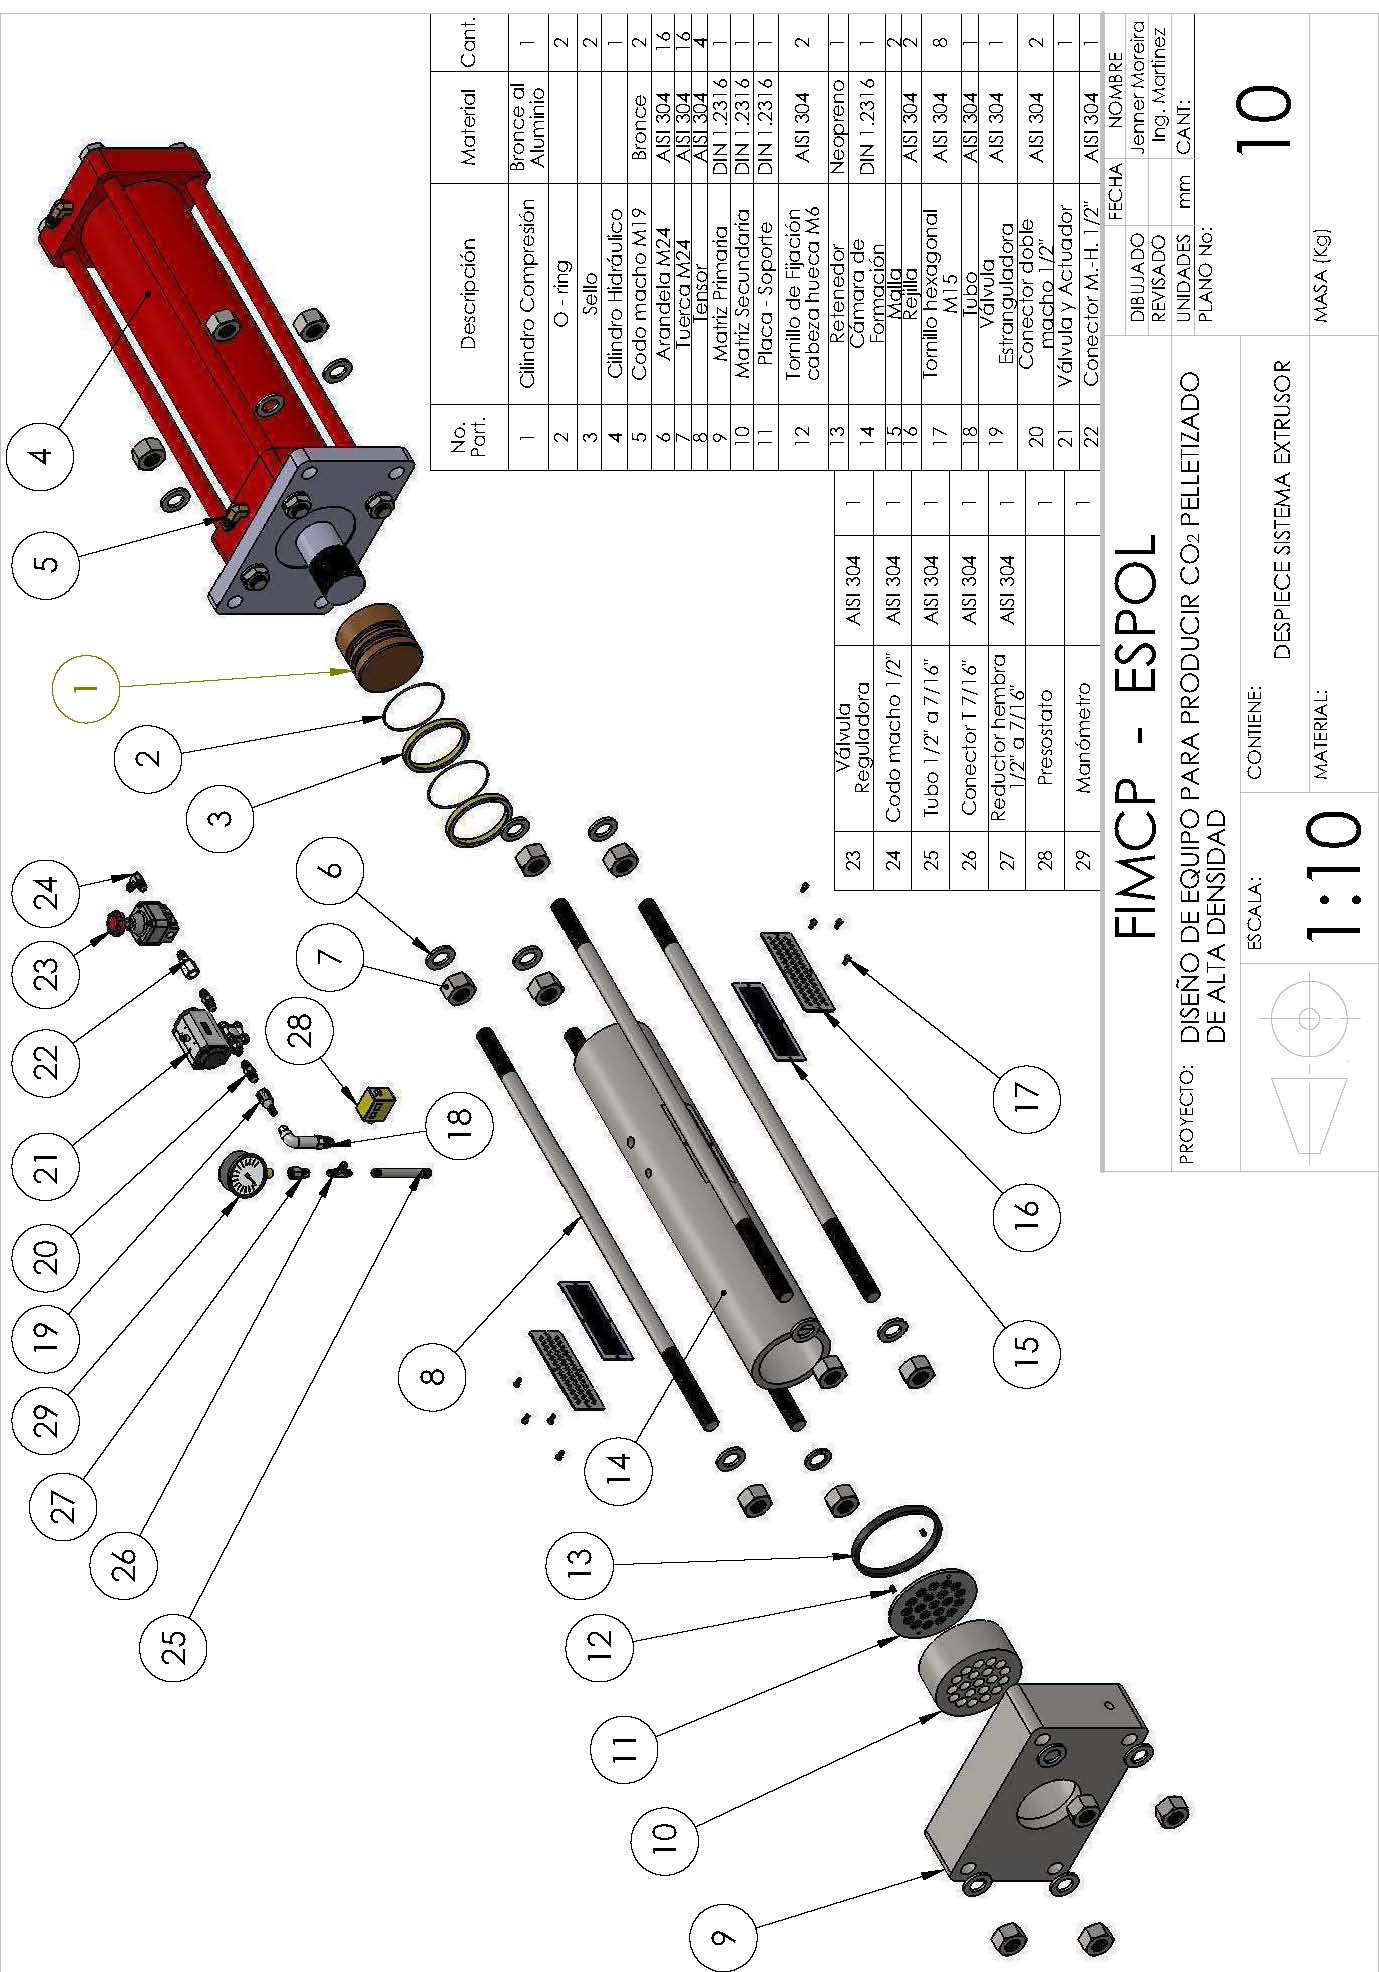 4
5
1
2
3
6
7
24
23
22
21
20
19
29
27
26
25
28
18
8
17
16
15
14
13
12
11
10
9
No. Part. Descripción Material Cant.
1 Cilindro Compresión Bronce al Aluminio 1
2 O - ring 2
3 Sello 2
4 Cilindro Hidráulico 1
5 Codo macho M19 Bronce 2
6 Arandela M24 AISI 304 16
7 Tuerca M24 AISI 304 16
8 Tensor AISI 304 4
9 Matriz Primaria DIN 1.2316 1
10 Matriz Secundaria DIN 1.2316 1
11 Placa - Soporte DIN 1.2316 1
12 Tornillo de Fijación cabeza hueca M6 AISI 304 2
13 Retenedor Neopreno 1
14 Cámara de Formación DIN 1.2316 1
15 Malla 2
16 Rejilla AISI 304 2
17 Tornillo hexagonal M15 AISI 304 8
18 Tubo AISI 304 1
19 Válvula Estranguladora AISI 304 1
20 Conector doble macho 1/2" AISI 304 2
21 Válvula y Actuador 1
22 Conector M.-H. 1/2" AISI 304 1
23 Válvula Reguladora AISI 304 1
24 Codo macho 1/2" AISI 304 1
25 Tubo 1/2" a 7/16" AISI 304 1
26 Conector T 7/16" AISI 304 1
27 Reductor hembra 1/2" a 7/16" AISI 304 1
28 Presostato 1
29 Manómetro 1
FIMCP - ESPOL
FECHA NOMBRE
DIBUJADO Jenner Moreira
REVISADO Ing. Martinez
UNIDADES mm CANT:
PROYECTO: DISEÑO DE EQUIPO PARA PRODUCIR CO2 PELLETIZADO
DE ALTA DENSIDAD
PLANO No:
10
ESCALA:
1:10
CONTIENE:
DESPIECE SISTEMA EXTRUSOR
MATERIAL:
MASA (Kg)